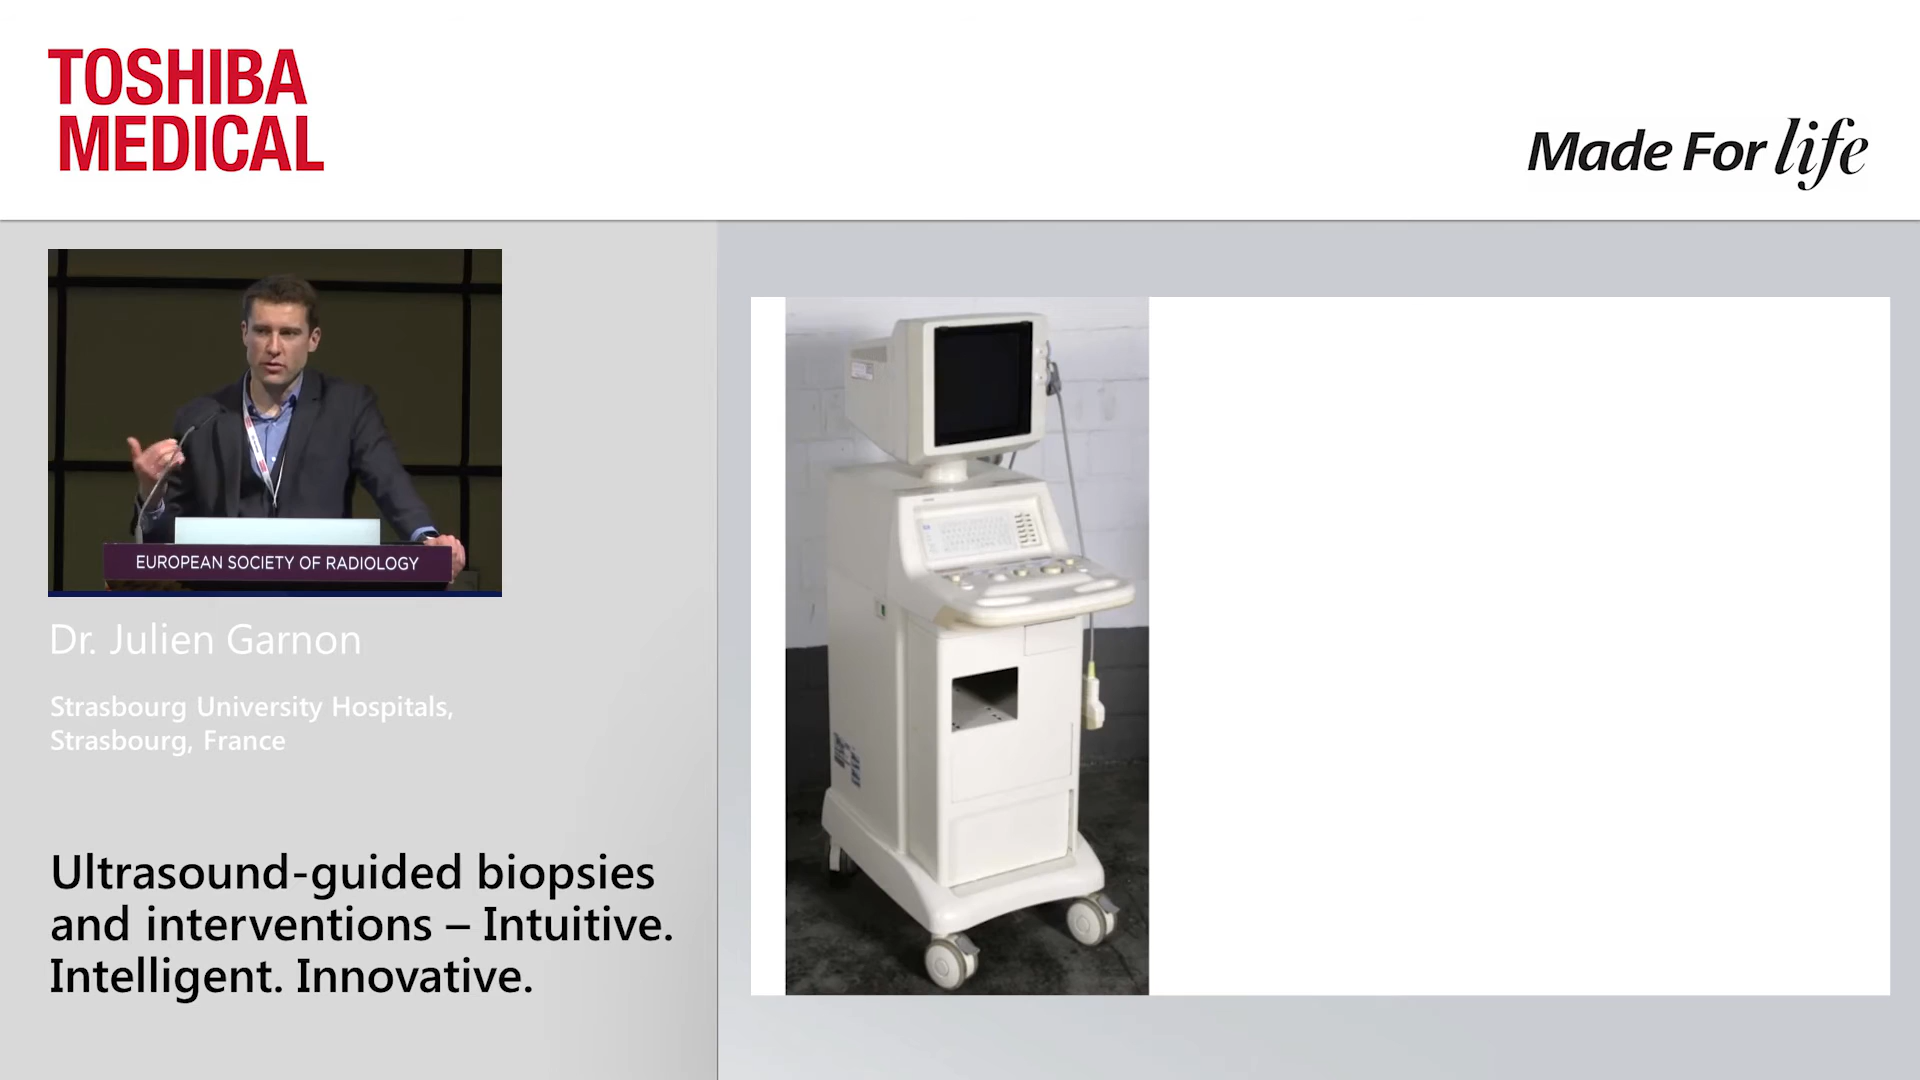 TOSHIBA
MEDICAL
Made For life
EUROPEAN SOCIETY OF RADIOLOGY
Dr. Julien Garnon
Strasbourg University Hospitals,
Strasbourg, France
Ultrasound-guided biopsies
and interventions – Intuitive.
Intelligent. Innovative.